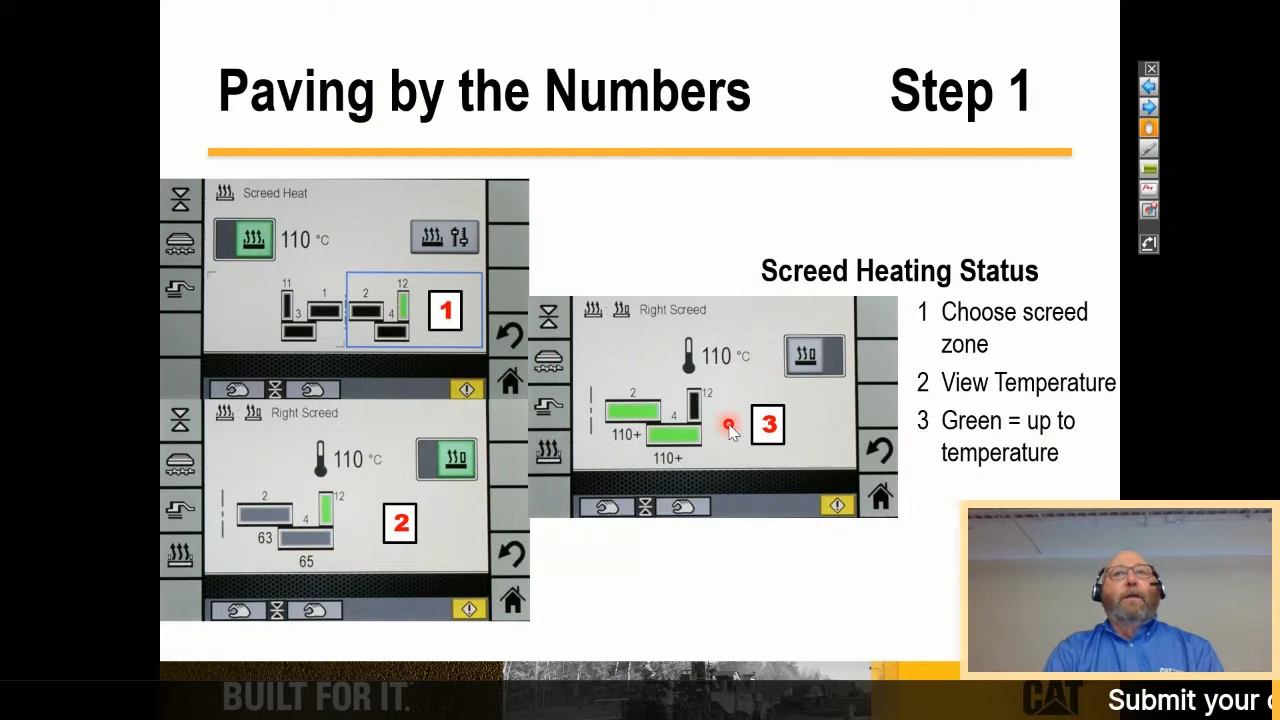 Paving by the Numbers
Step 1
Screed Heat
110 °C
11
1
2
12
3
4
1
Right Screed
110 °C
2
12
4
63
65
2
Right Screed
110 °C
2
12
4
110+
110+
3
Screed Heating Status
1 Choose screed
zone
2 View Temperature
3 Green = up to
temperature
BUILT FOR IT.
CAT
CAT
Submit your